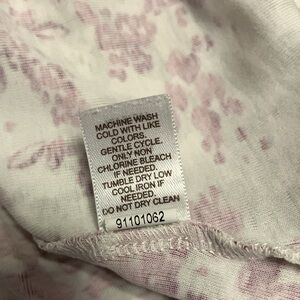 MACHINE WASH
COLD WITH LIKE
COLORS.
GENTLE CYCLE.
ONLY NON
CHLORINE BLEACH
IF NEEDED.
TUMBLE DRY LOW
COOL IRON IF
NEEDED.
DO NOT DRY CLEAN
91101062